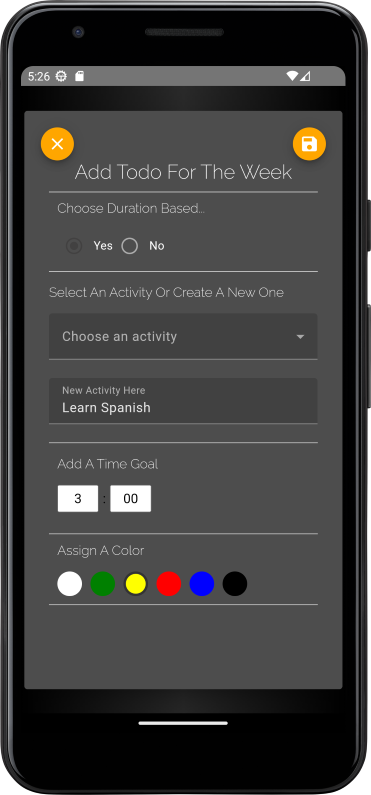 5:26
Add Todo For The Week
Choose Duration Based...
Yes No
Select An Activity Or Create A New One
Choose an activity
New Activity Here
Learn Spanish
Add A Time Goal
3 : 00
Assign A Color